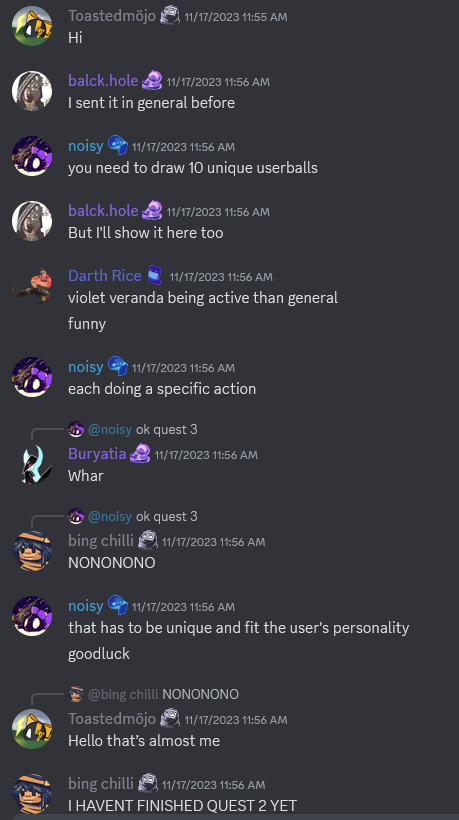 Toastedmöjo 11/17/2023 11:55 AM
Hi
balck.hole 11/17/2023 11:56 AM
I sent it in general before
noisy 11/17/2023 11:56 AM
you need to draw 10 unique userballs
balck.hole 11/17/2023 11:56 AM
But I'll show it here too
Darth Rice 11/17/2023 11:56 AM
violet veranda being active than general
funny
noisy 11/17/2023 11:56 AM
each doing a specific action
@noisy ok quest 3
Buryatia 11/17/2023 11:56 AM
Whar
@noisy ok quest 3
bing chilli 11/17/2023 11:56 AM
NONONONO
noisy 11/17/2023 11:56 AM
that has to be unique and fit the user's personality
goodluck
@bing chilli NONONONO
Toastedmöjo 11/17/2023 11:56 AM
Hello that's almost me
bing chilli 11/17/2023 11:56 AM
I HAVENT FINISHED QUEST 2 YET